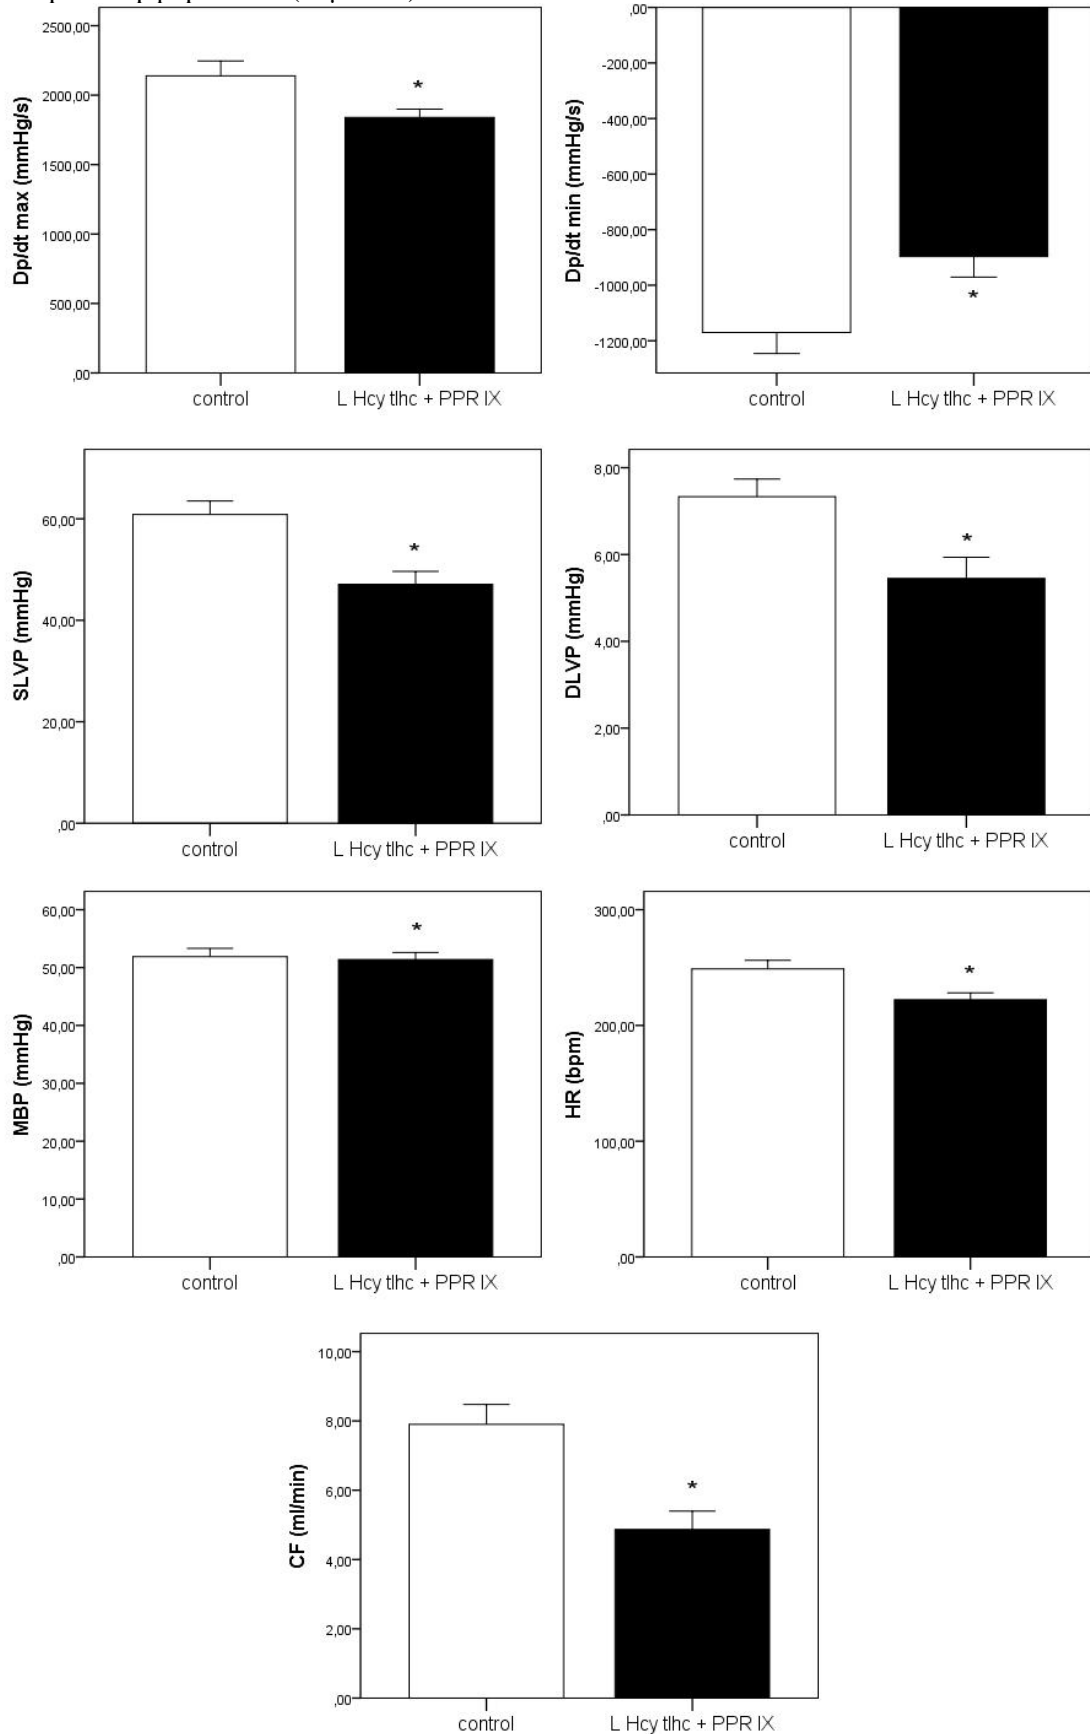 Dp/dt max (mmHg/s)
2500,00
2000,00
1500,00
1000,00
500,00
,00
*
control
L Hcy tlhc + PPR IX
Dp/dt min (mmHg/s)
,00
-200,00
-400,00
-600,00
-800,00
-1000,00
-1200,00
*
control
L Hcy tlhc + PPR IX
SLVP (mmHg)
60,00
40,00
20,00
,00
*
control
L Hcy tlhc + PPR IX
DLVP (mmHg)
8,00
6,00
4,00
2,00
,00
*
control
L Hcy tlhc + PPR IX
MBP (mmHg)
60,00
50,00
40,00
30,00
20,00
10,00
,00
*
control
L Hcy tlhc + PPR IX
HR (bpm)
300,00
200,00
100,00
,00
*
control
L Hcy tlhc + PPR IX
CF (ml/min)
10,00
8,00
6,00
4,00
2,00
,00
*
control
L Hcy tlhc + PPR IX